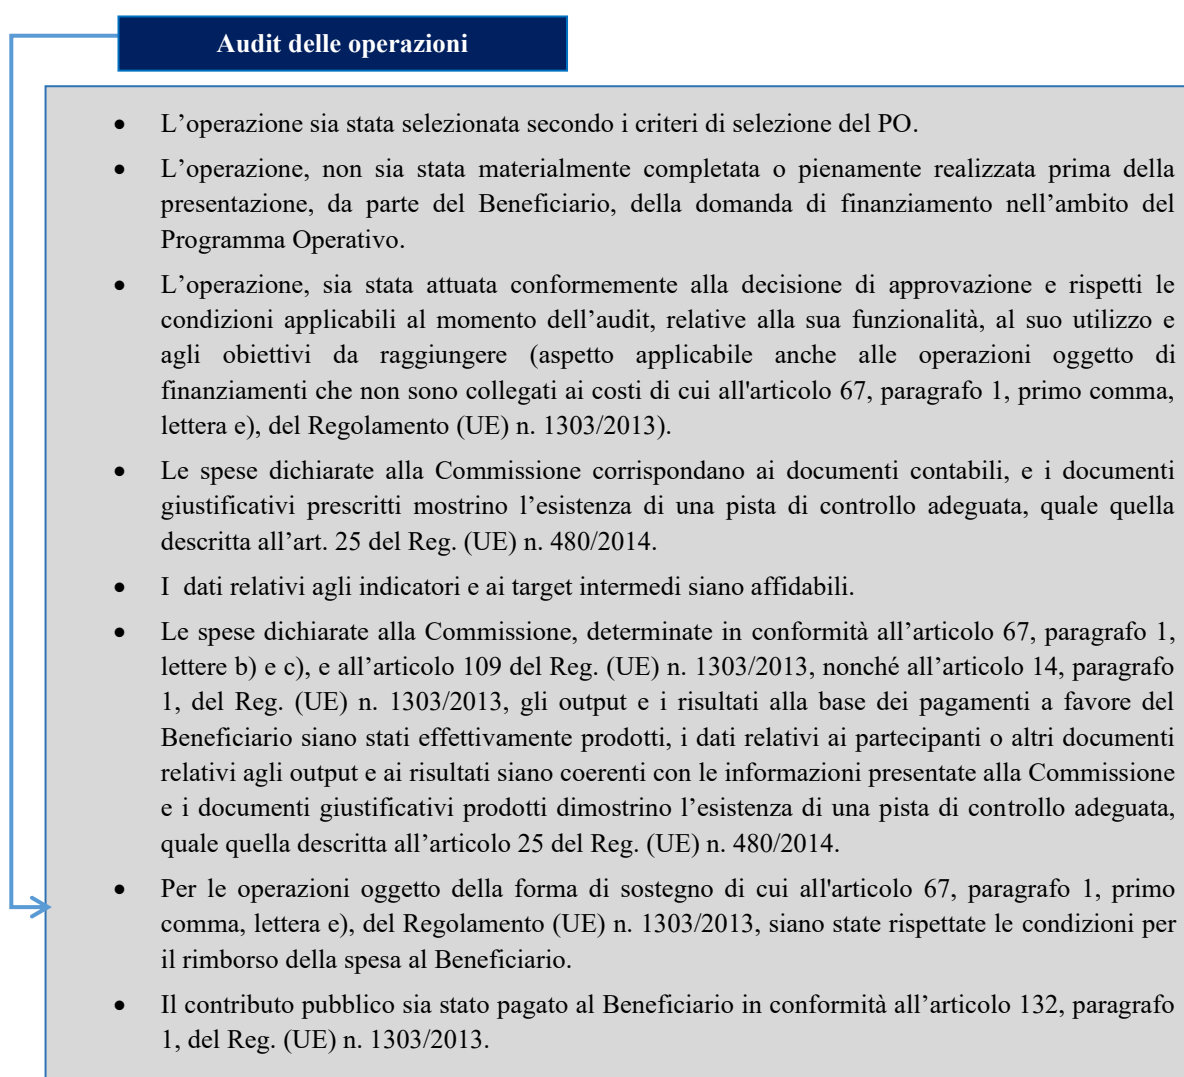 Audit delle operazioni
• L’operazione sia stata selezionata secondo i criteri di selezione del PO.
• L’operazione, non sia stata materialmente completata o pienamente realizzata prima della
presentazione, da parte del Beneficiario, della domanda di finanziamento nell’ambito del
Programma Operativo.
• L’operazione, sia stata attuata conformemente alla decisione di approvazione e rispetti le
condizioni applicabili al momento dell’audit, relative alla sua funzionalità, al suo utilizzo e
agli obiettivi da raggiungere (aspetto applicabile anche alle operazioni oggetto di
finanziamenti che non sono collegati ai costi di cui all'articolo 67, paragrafo 1, primo comma,
lettera e), del Regolamento (UE) n. 1303/2013).
• Le spese dichiarate alla Commissione corrispondano ai documenti contabili, e i documenti
giustificativi prescritti mostrino l’esistenza di una pista di controllo adeguata, quale quella
descritta all’art. 25 del Reg. (UE) n. 480/2014.
• I dati relativi agli indicatori e ai target intermedi siano affidabili.
• Le spese dichiarate alla Commissione, determinate in conformità all’articolo 67, paragrafo 1,
lettere b) e c), e all’articolo 109 del Reg. (UE) n. 1303/2013, nonché all’articolo 14, paragrafo
1, del Reg. (UE) n. 1303/2013, gli output e i risultati alla base dei pagamenti a favore del
Beneficiario siano stati effettivamente prodotti, i dati relativi ai partecipanti o altri documenti
relativi agli output e ai risultati siano coerenti con le informazioni presentate alla Commissione
e i documenti giustificativi prodotti dimostrino l’esistenza di una pista di controllo adeguata,
quale quella descritta all’articolo 25 del Reg. (UE) n. 480/2014.
• Per le operazioni oggetto della forma di sostegno di cui all'articolo 67, paragrafo 1, primo
comma, lettera e), del Regolamento (UE) n. 1303/2013, siano state rispettate le condizioni per
il rimborso della spesa al Beneficiario.
• Il contributo pubblico sia stato pagato al Beneficiario in conformità all’articolo 132, paragrafo
1, del Reg. (UE) n. 1303/2013.